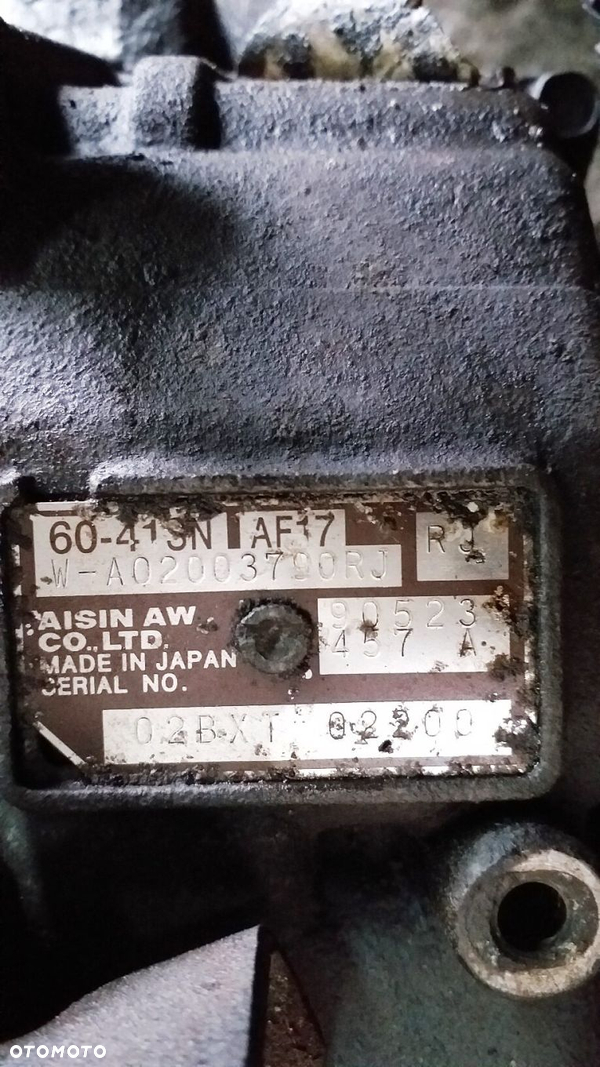 60-41SN AF17 RJ
W-A02003790RJ
AISIN AW
CO.,LTD.
MADE IN JAPAN
90523
457 A
SERIAL NO.
02BXT 02200
OTOMOTO